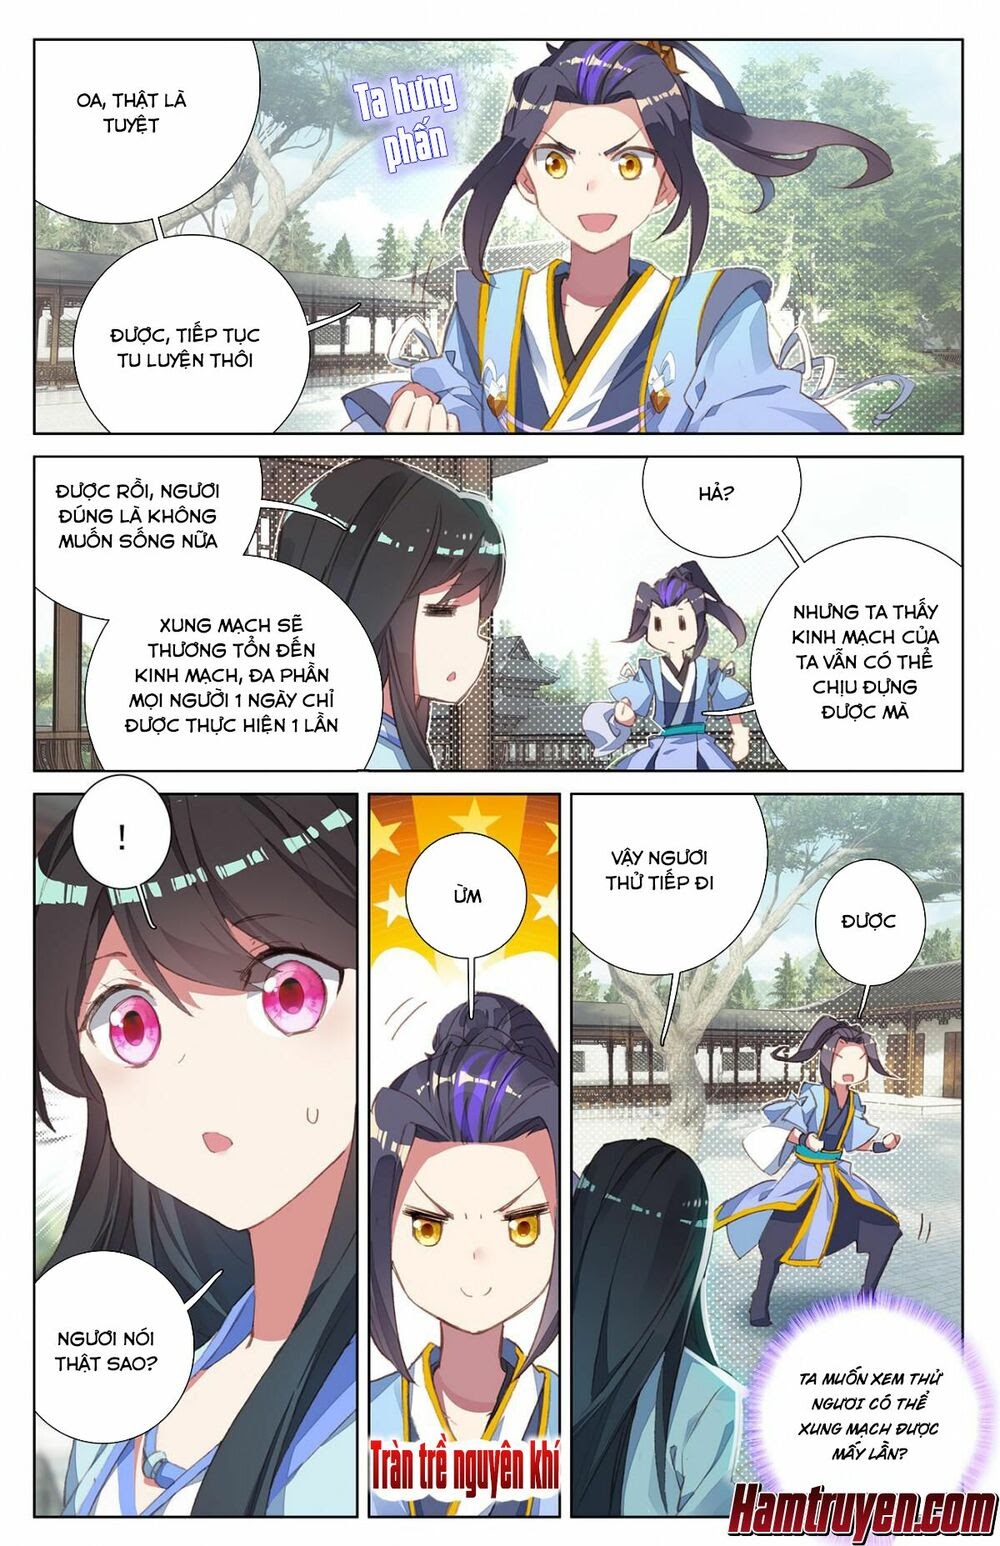 OA, THẬT LÀ
TUYỆT
Ta hưng
phấn
ĐƯỢC, TIẾP TỤC
TU LUYỆN THÔI
ĐƯỢC RỒI, NGƯƠI
ĐÚNG LÀ KHÔNG
MUỐN SỐNG NỮA
XUNG MẠCH SẼ
THƯƠNG TỔN ĐẾN
KINH MẠCH, ĐA PHẦN
MỌI NGƯỜI 1 NGÀY CHỈ
ĐƯỢC THỰC HIỆN 1 LẦN
HẢ?
NHƯNG TA THẤY
KINH MẠCH CỦA
TA VẪN CÓ THỂ
CHỊU ĐỰNG
ĐƯỢC MÀ
!
NGƯƠI NÓI
THẬT SAO?
ỪM
Tràn trề nguyên khí
VẬY NGƯƠI
THỬ TIẾP ĐI
ĐƯỢC
TA MUỐN XEM THỬ
NGƯƠI CÓ THỂ
XUNG MẠCH ĐƯỢC
MẤY LẦN?
Hamtruyen.com